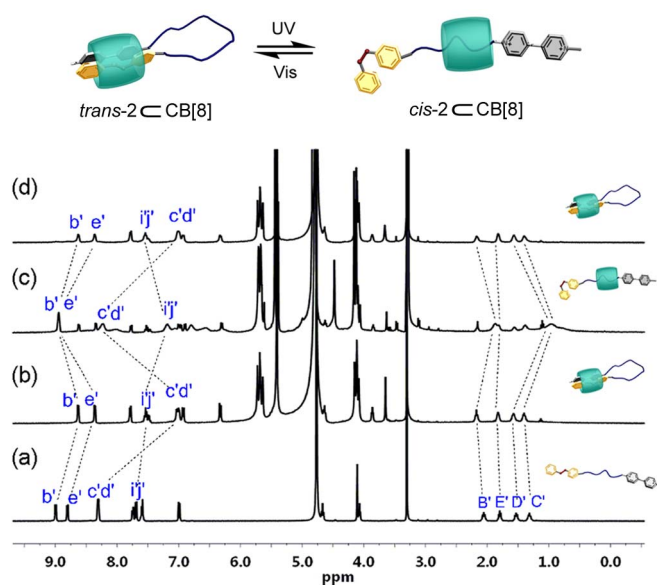 UV
Vis
trans-2 ⊂ CB[8]
cis-2 ⊂ CB[8]
(d)
b' e' i'j' c'd'
(c)
b' e' c'd' i'j'
(b)
b' e' i'j' c'd'
(a)
b' e' c'd' i'j' B' E' D' C'
9.0 8.0 7.0 6.0 5.0 4.0 3.0 2.0 1.0 0.0
ppm